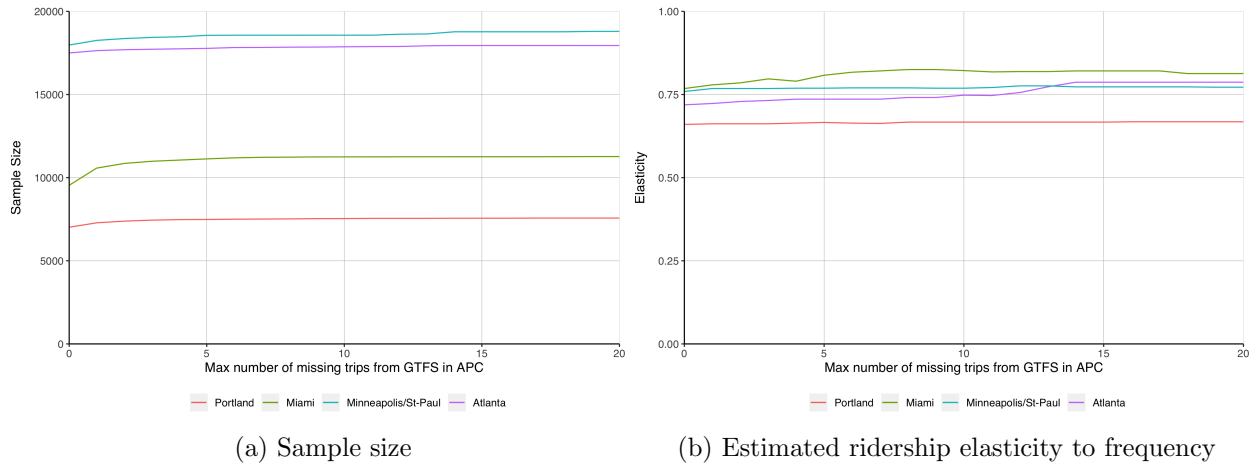 20000
15000
10000
5000
0
Sample Size
0 5 10 15 20
Max number of missing trips from GTFS in APC
Portland Miami Minneapolis/St-Paul Atlanta
(a) Sample size
1.00
0.75
0.50
0.25
0.00
Elasticity
0 5 10 15 20
Max number of missing trips from GTFS in APC
Portland Miami Minneapolis/St-Paul Atlanta
(b) Estimated ridership elasticity to frequency